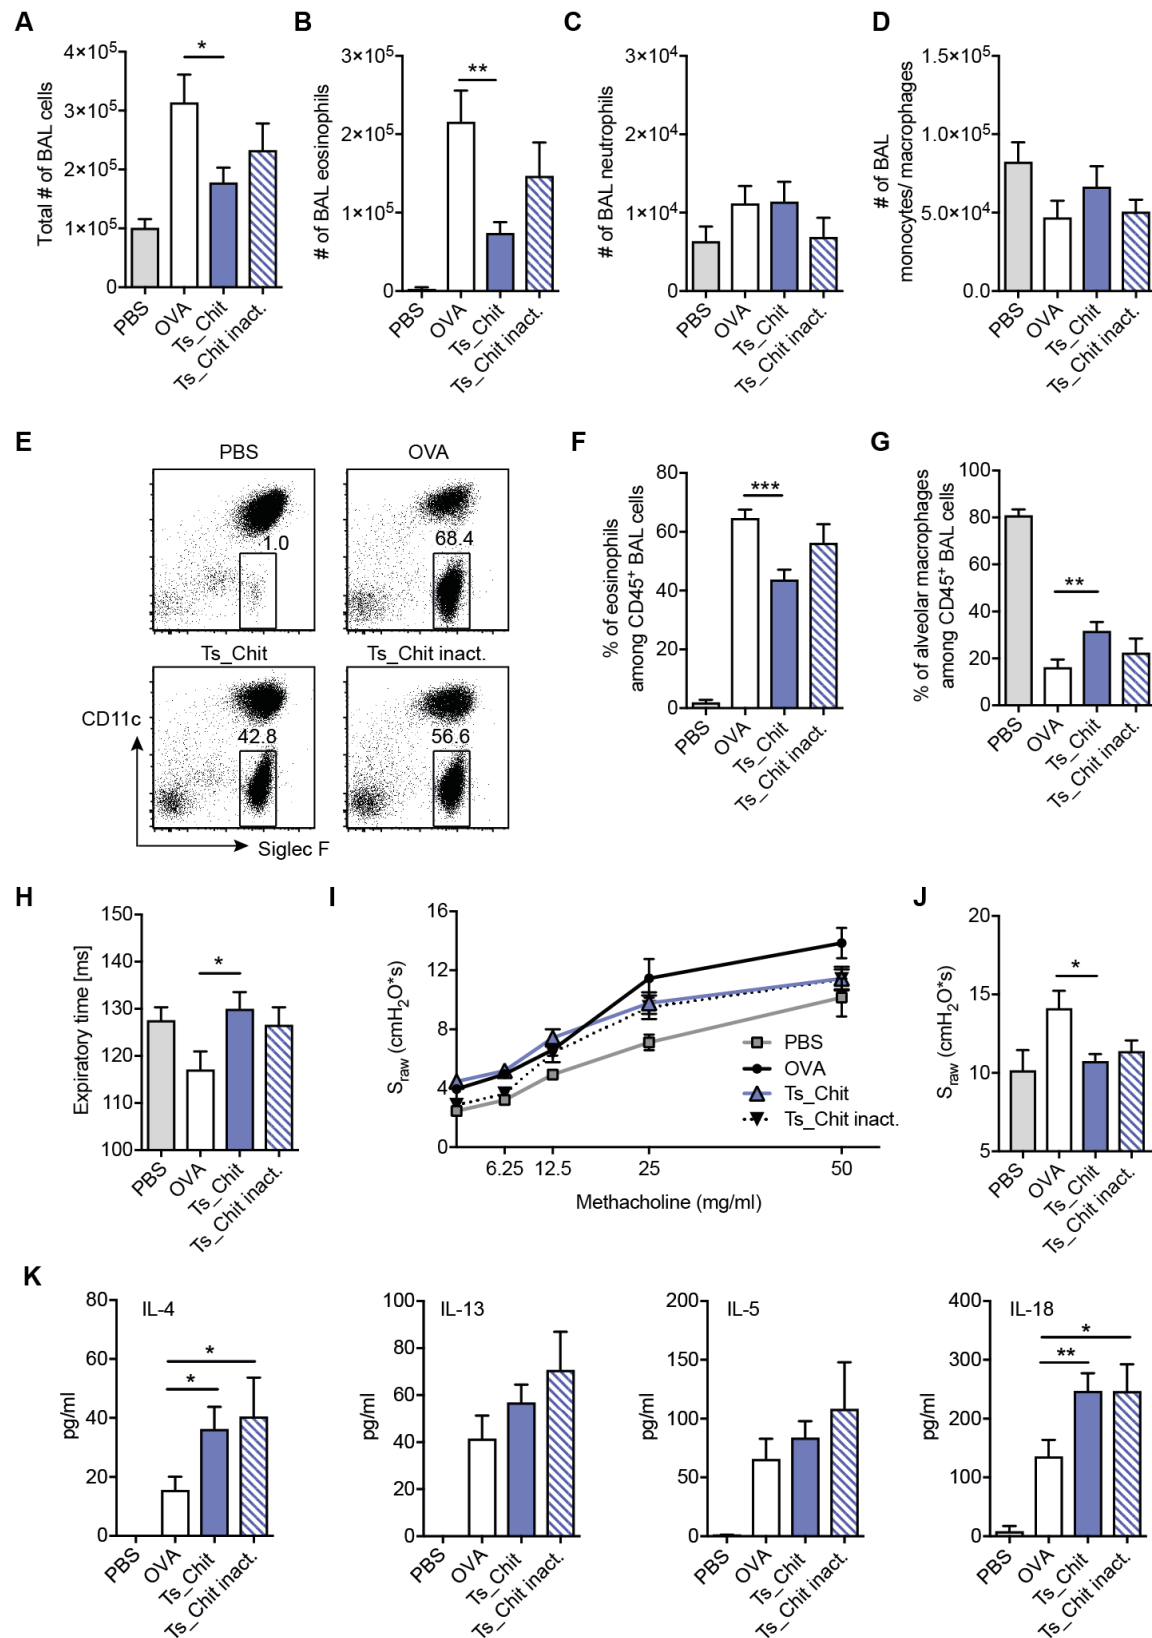 A
Total # of BAL cells
4×10⁵
3×10⁵
2×10⁵
1×10⁵
0
*
PBS
OVA
Ts_Chit
Ts_Chit inact.
B
# of BAL eosinophils
3×10⁵
2×10⁵
1×10⁵
0
**
PBS
OVA
Ts_Chit
Ts_Chit inact.
C
# of BAL neutrophils
3×10⁴
2×10⁴
1×10⁴
0
PBS
OVA
Ts_Chit
Ts_Chit inact.
D
# of BAL
monocytes/ macrophages
1.5×10⁵
1.0×10⁵
5.0×10⁴
0.0
PBS
OVA
Ts_Chit
Ts_Chit inact.
E
PBS
1.0
OVA
68.4
Ts_Chit
42.8
Ts_Chit inact.
56.6
CD11c
Siglec F
F
% of eosinophils
among CD45⁺ BAL cells
80
60
40
20
0
***
PBS
OVA
Ts_Chit
Ts_Chit inact.
G
% of alveolar macrophages
among CD45⁺ BAL cells
100
80
60
40
20
0
**
PBS
OVA
Ts_Chit
Ts_Chit inact.
H
Expiratory time [ms]
150
140
130
120
110
100
*
PBS
OVA
Ts_Chit
Ts_Chit inact.
I
Sraw (cmH₂O*s)
16
12
8
4
0
6.25 12.5 25 50
Methacholine (mg/ml)
PBS
OVA
Ts_Chit
Ts_Chit inact.
J
Sraw (cmH₂O*s)
20
15
10
5
*
PBS
OVA
Ts_Chit
Ts_Chit inact.
K
IL-4
pg/ml
80
60
40
20
0
*
*
PBS
OVA
Ts_Chit
Ts_Chit inact.
IL-13
pg/ml
100
80
60
40
20
0
PBS
OVA
Ts_Chit
Ts_Chit inact.
IL-5
pg/ml
200
150
100
50
0
PBS
OVA
Ts_Chit
Ts_Chit inact.
IL-18
pg/ml
400
300
200
100
0
*
**
PBS
OVA
Ts_Chit
Ts_Chit inact.